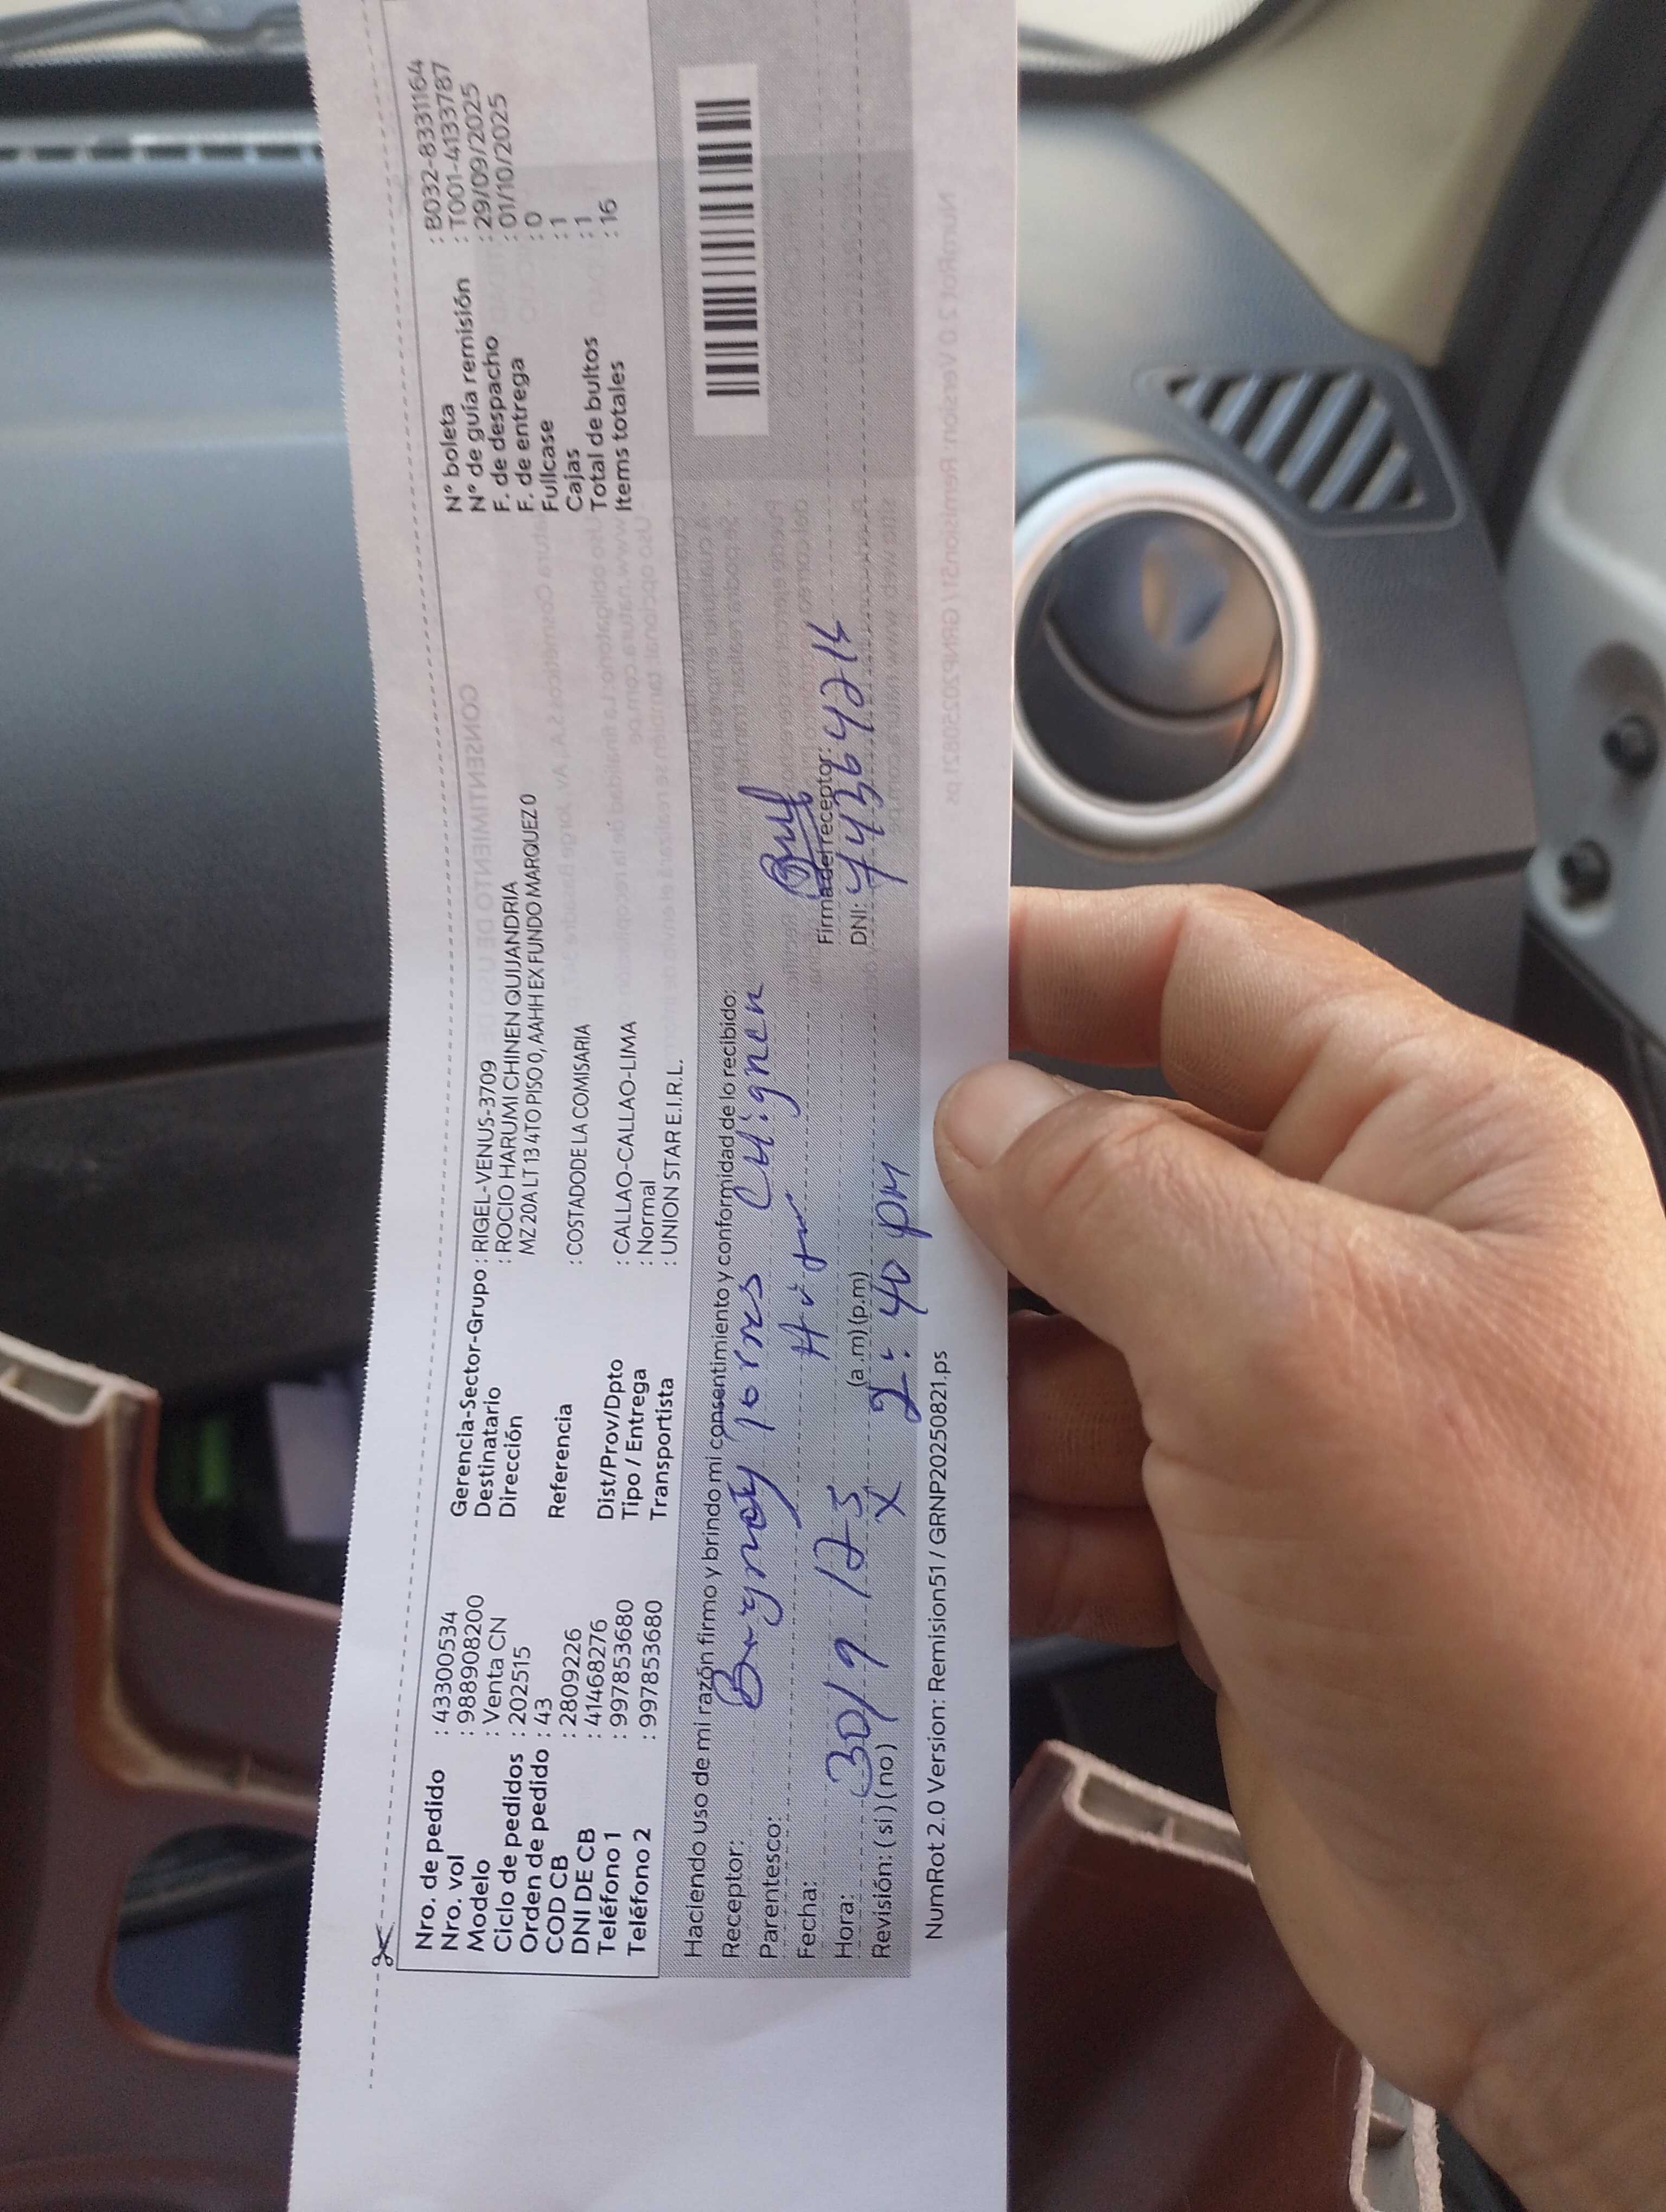 Nro. de pedido : 43300534
Nro. vol : 9889908200
Modelo : Venta CN
Ciclo de pedidos : 202515
Orden de pedido : 43
COD CB : 2809226
DNI DE CB : 41468276
Teléfono 1 : 997853680
Teléfono 2 : 997853680
Gerencia-Sector-Grupo : RIGEL-VENUS-3709
Destinatario : ROCIO HARUMI CHINEN QUIJANDRIA
Dirección MZ 20A LT 13 4TO PISO 0, AAHH EX FUNDO MARQUEZ 0
Referencia : COSTADODE LA COMISARIA
Dist/Prov/Dpto : CALLAO-CALLAO-LIMA
Tipo / Entrega : Normal
Transportista : UNION STAR E.I.R.L.
N° boleta : B032-8331164
N° de guía remisión : T001-4133787
F. de despacho : 29/09/2025
F. de entrega : 01/10/2025
Fullcase : 0
Cajas : 1
Total de bultos : 1
Items totales : 16
Haciendo uso de mi razón firmo y brindo mi consentimiento y conformidad de lo recibido:
Receptor: Torres
Parentesco:
Fecha: 30/9/25
Hora: (a.m) (p.m) 2:40 pm
Revisión: ( si ) ( no ) X
Firma del receptor:
DNI: 74364214
NumRot 2.0 Version: Remision51 / GRNP20250821.ps